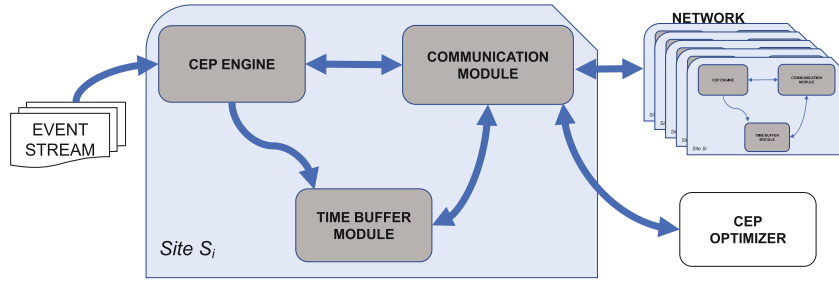 NETWORK
CEP ENGINE
COMMUNICATION
MODULE
EVENT
STREAM
TIME BUFFER
MODULE
Site Si
CEP ENGINE
COMMUNICATION
MODULE
TIME BUFFER
MODULE
Site Si
CEP
OPTIMIZER